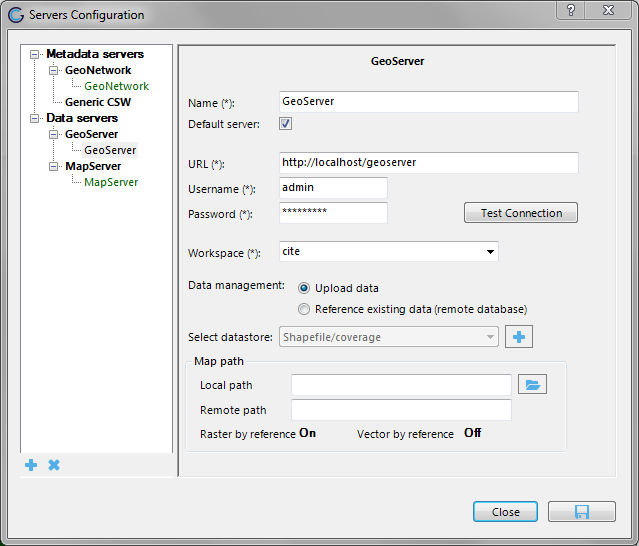 Servers Configuration
Metadata servers
GeoNetwork
GeoNetwork
Generic CSW
Data servers
GeoServer
GeoServer
MapServer
MapServer
GeoServer
Name (*): GeoServer
Default server:
URL (*): http://localhost/geoserver
Username (*): admin
Password (*): *********
Test Connection
Workspace (*): cite
Data management: Upload data
Reference existing data (remote database)
Select datastore: Shapefile/coverage
Map path
Local path
Remote path
Raster by reference On Vector by reference Off
Close